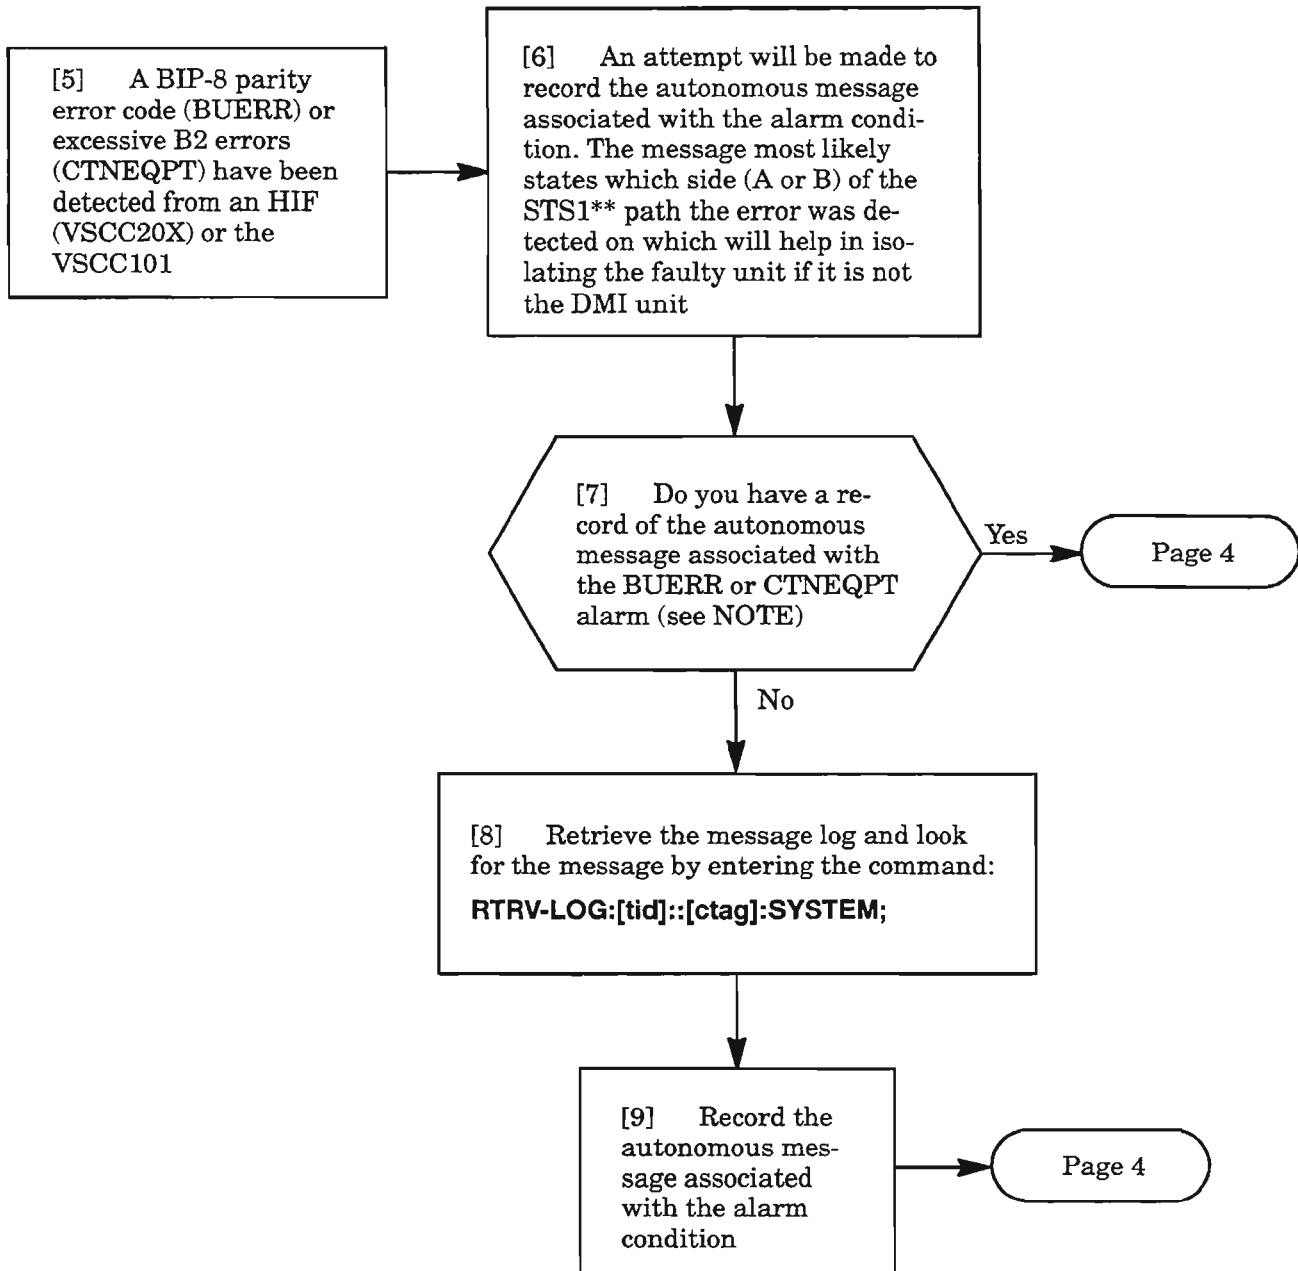 [5] A BIP-8 parity
error code (BUERR) or
excessive B2 errors
(CTNEQPT) have been
detected from an HIF
(VSCC20X) or the
VSCC101
[6] An attempt will be made to
record the autonomous message
associated with the alarm condi-
tion. The message most likely
states which side (A or B) of the
STS1** path the error was de-
tected on which will help in iso-
lating the faulty unit if it is not
the DMI unit
[7] Do you have a re-
cord of the autonomous
message associated with
the BUERR or CTNEQPT
alarm (see NOTE)
Yes
Page 4
No
[8] Retrieve the message log and look
for the message by entering the command:
RTRV-LOG:[tid]::[ctag]:SYSTEM;
[9] Record the
autonomous mes-
sage associated
with the alarm
condition
Page 4